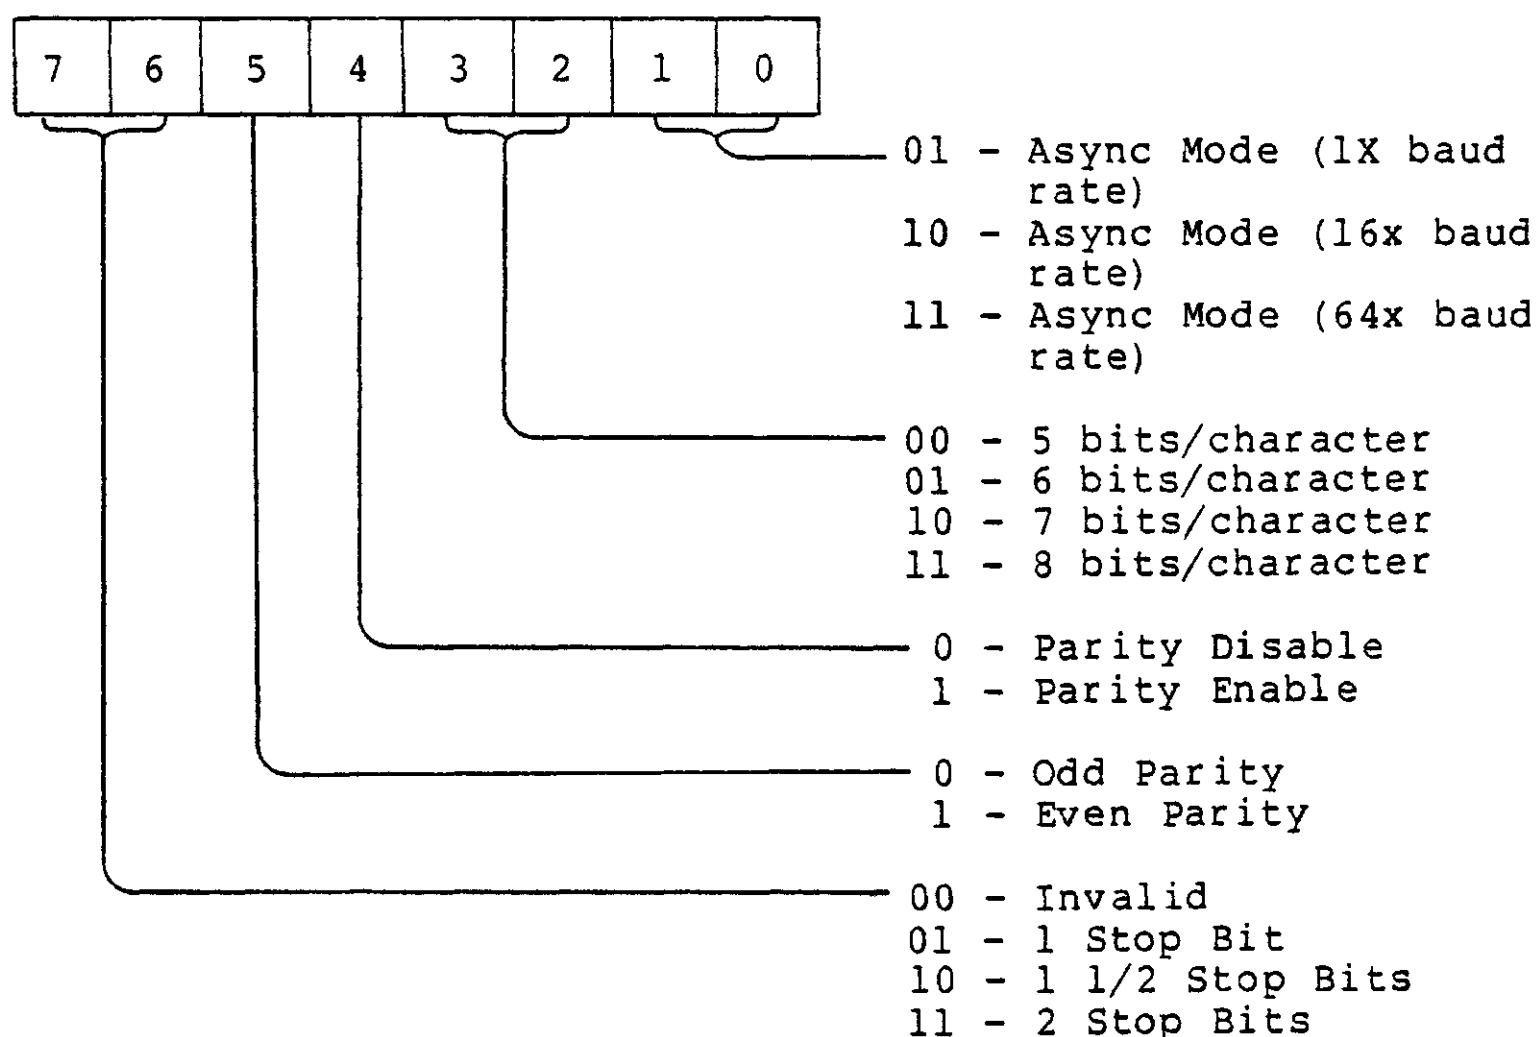 7 6 5 4 3 2 1 0
01 - Async Mode (1X baud
rate)
10 - Async Mode (16x baud
rate)
11 - Async Mode (64x baud
rate)
00 - 5 bits/character
01 - 6 bits/character
10 - 7 bits/character
11 - 8 bits/character
0 - Parity Disable
1 - Parity Enable
0 - Odd Parity
1 - Even Parity
00 - Invalid
01 - 1 Stop Bit
10 - 1 1/2 Stop Bits
11 - 2 Stop Bits